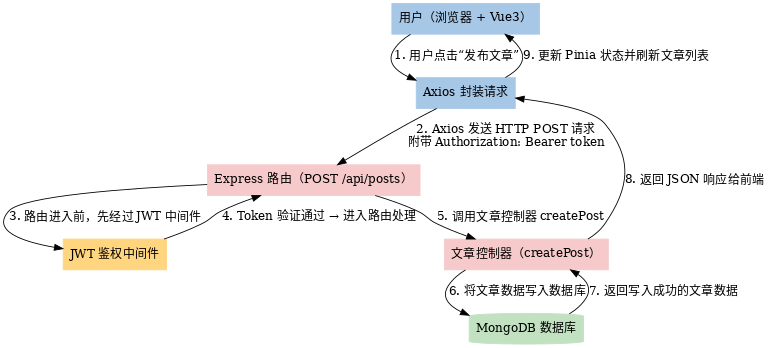 用户（浏览器 + Vue3）
1. 用户点击“发布文章”
9. 更新 Pinia 状态并刷新文章列表
Axios 封装请求
2. Axios 发送 HTTP POST 请求
附带 Authorization: Bearer token
Express 路由（POST /api/posts）
8. 返回 JSON 响应给前端
3. 路由进入前，先经过 JWT 中间件
4. Token 验证通过 → 进入路由处理
5. 调用文章控制器 createPost
JWT 鉴权中间件
文章控制器（createPost）
6. 将文章数据写入数据库
7. 返回写入成功的文章数据
MongoDB 数据库